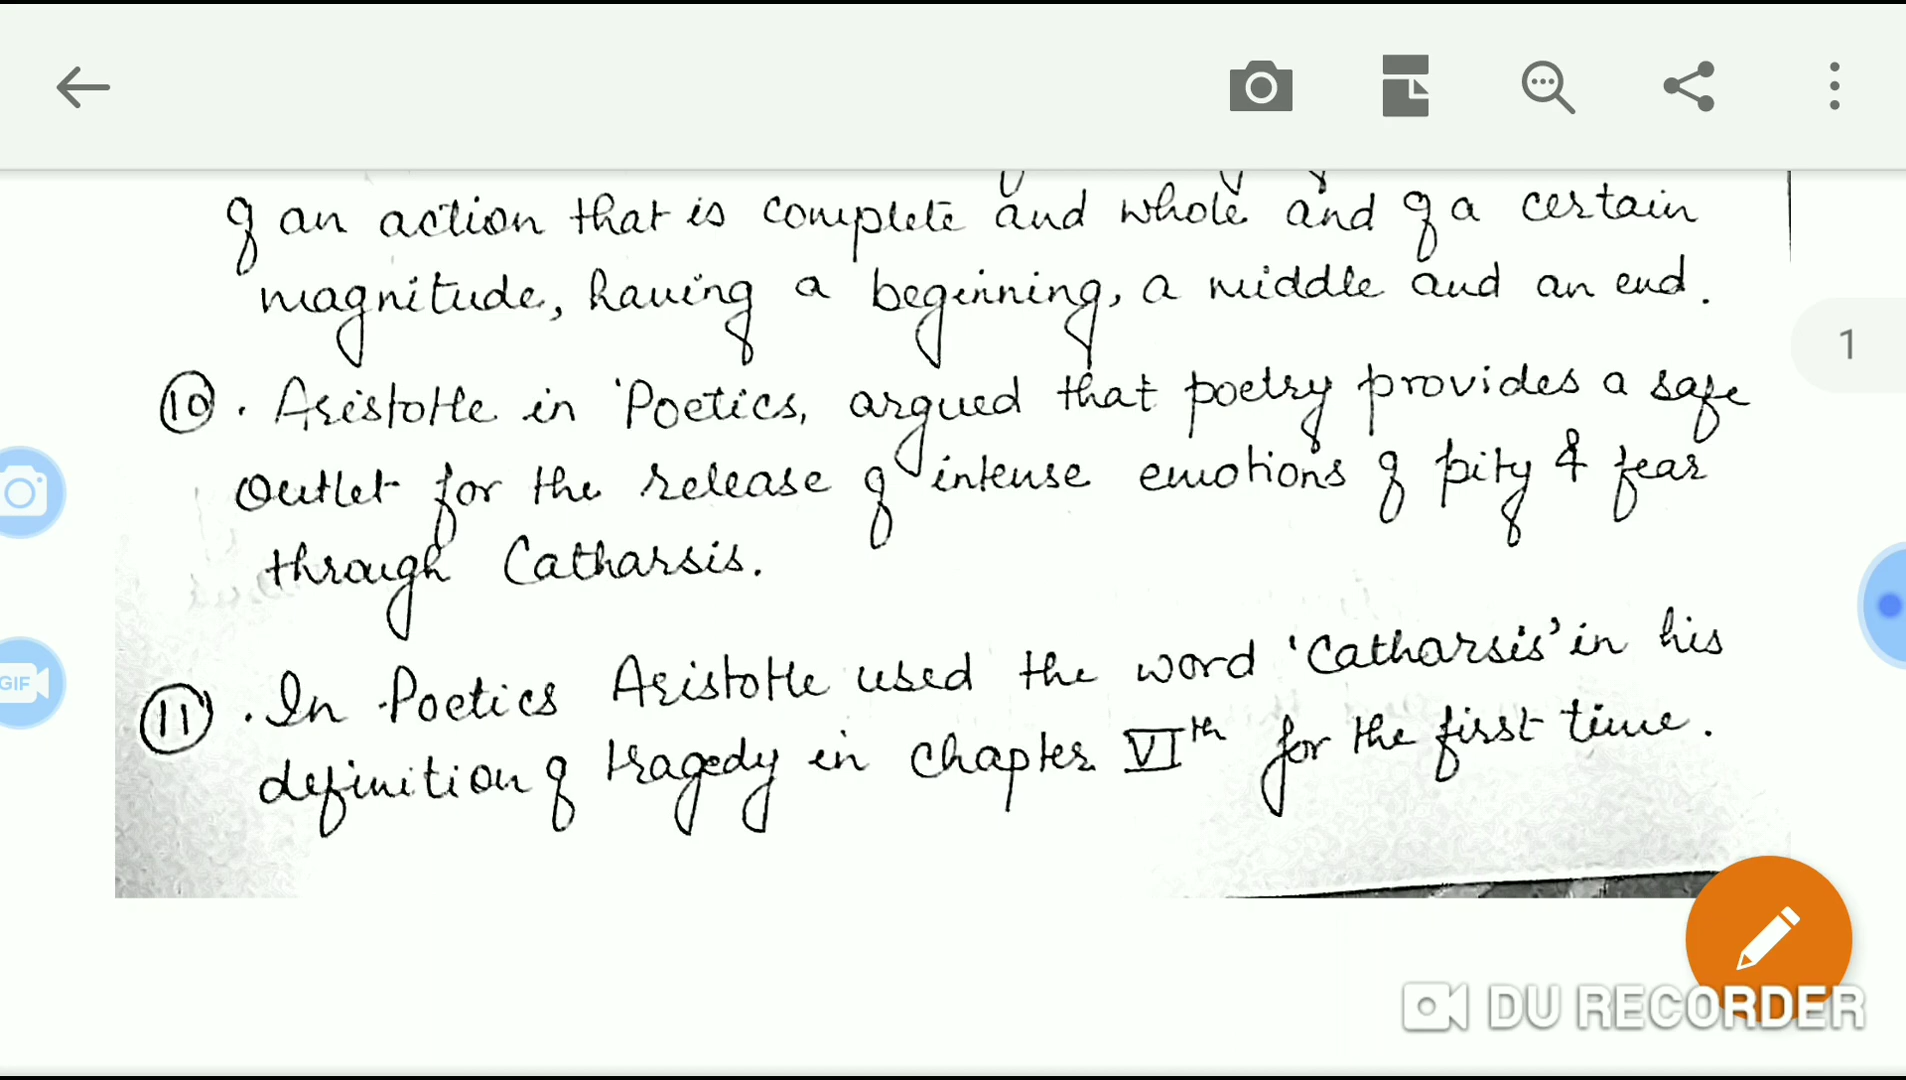 1
of an action that is complete and whole and of a certain
magnitude, having a beginning, a middle and an end.
10. Aristotle in 'Poetics, argued that poetry provides a safe
outlet for the release of intense emotions of pity & fear
through Catharsis.
11. In Poetics Aristotle used the word 'Catharsis' in his
definition of tragedy in chapter VIth for the first time.
GIF
DU RECORDER